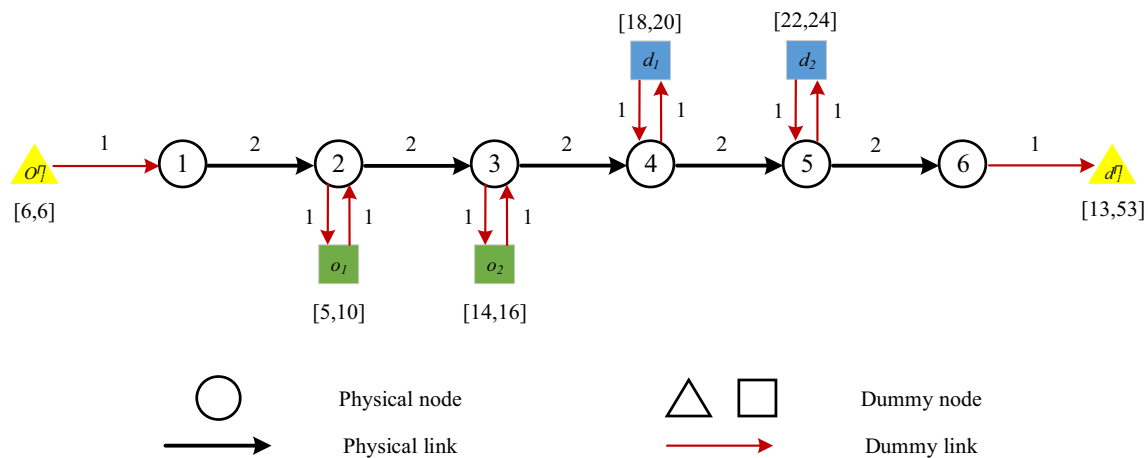 [18,20] [22,24]
d₁ d₂
1 1 1 1
1 2 2 2 2 2 1
1 2 3 4 5 6
[6,6] [13,53]
1 1 1 1
o₁ o₂
[5,10] [14,16]
Physical node Dummy node
Physical link Dummy link